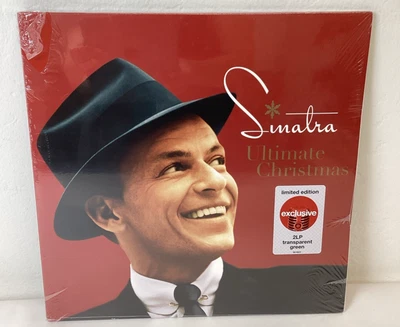 Sinatra
Ultimate
Christmas
limited edition
exclusive
2LP
transparent
green